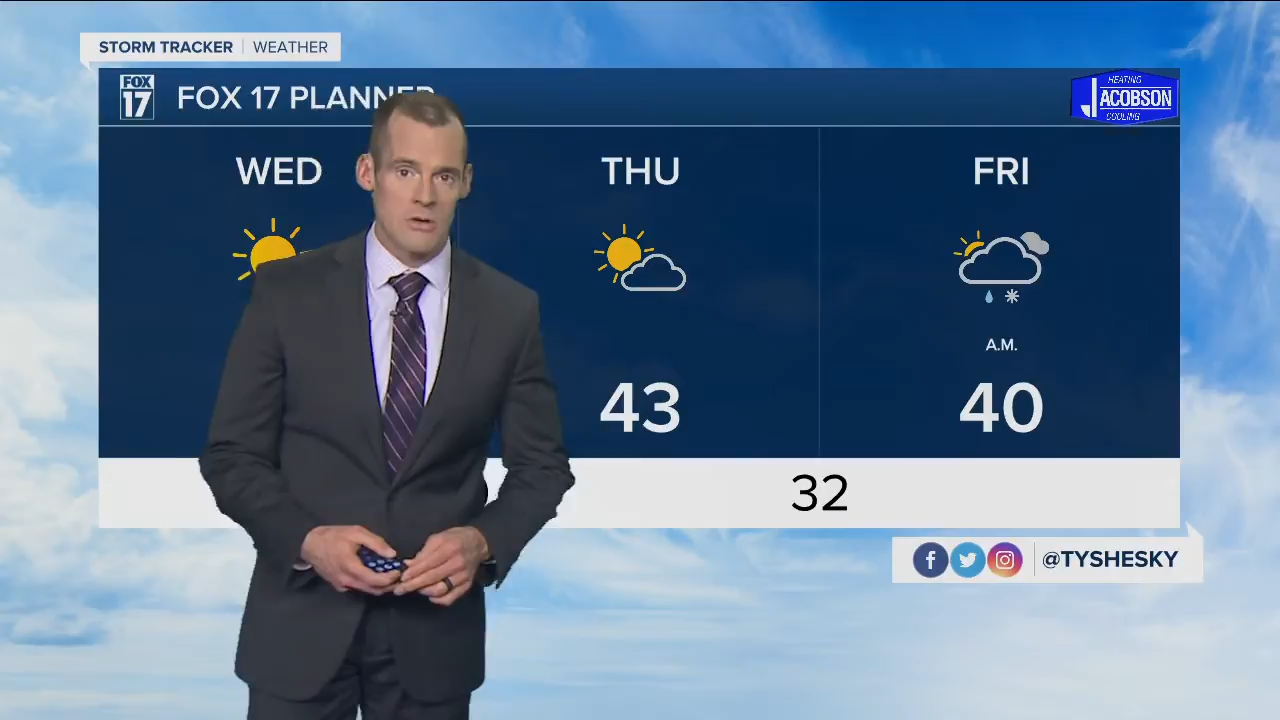 STORM TRACKER WEATHER
FOX
17
FOX 17 PLANNER
HEATING
JACOBSON
COOLING
WED
THU
FRI
A.M.
43
40
32
@TYSHESKY